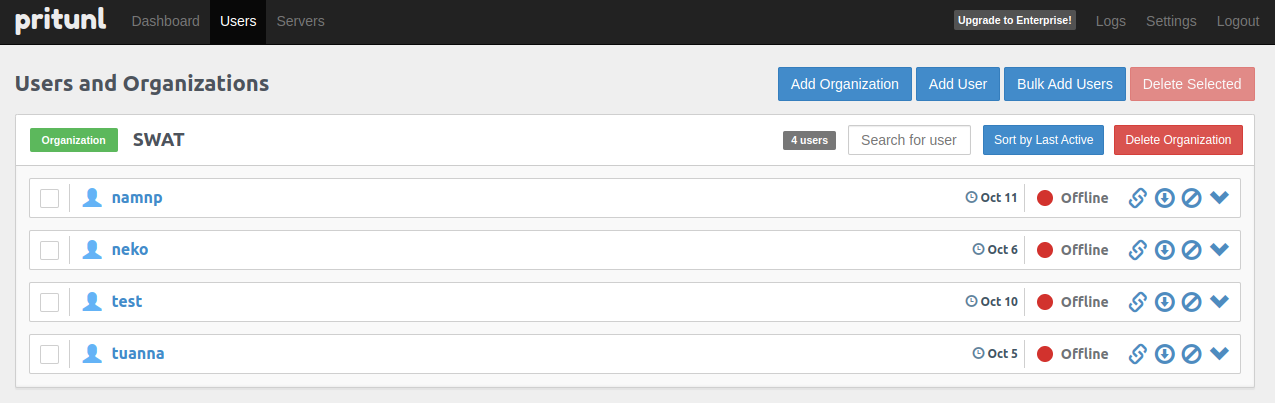 pritunl Dashboard Users Servers Upgrade to Enterprise! Logs Settings Logout
Users and Organizations Add Organization Add User Bulk Add Users Delete Selected
Organization SWAT 4 users Search for user Sort by Last Active Delete Organization
namnp Oct 11 Offline
neko Oct 6 Offline
test Oct 10 Offline
tuanna Oct 5 Offline